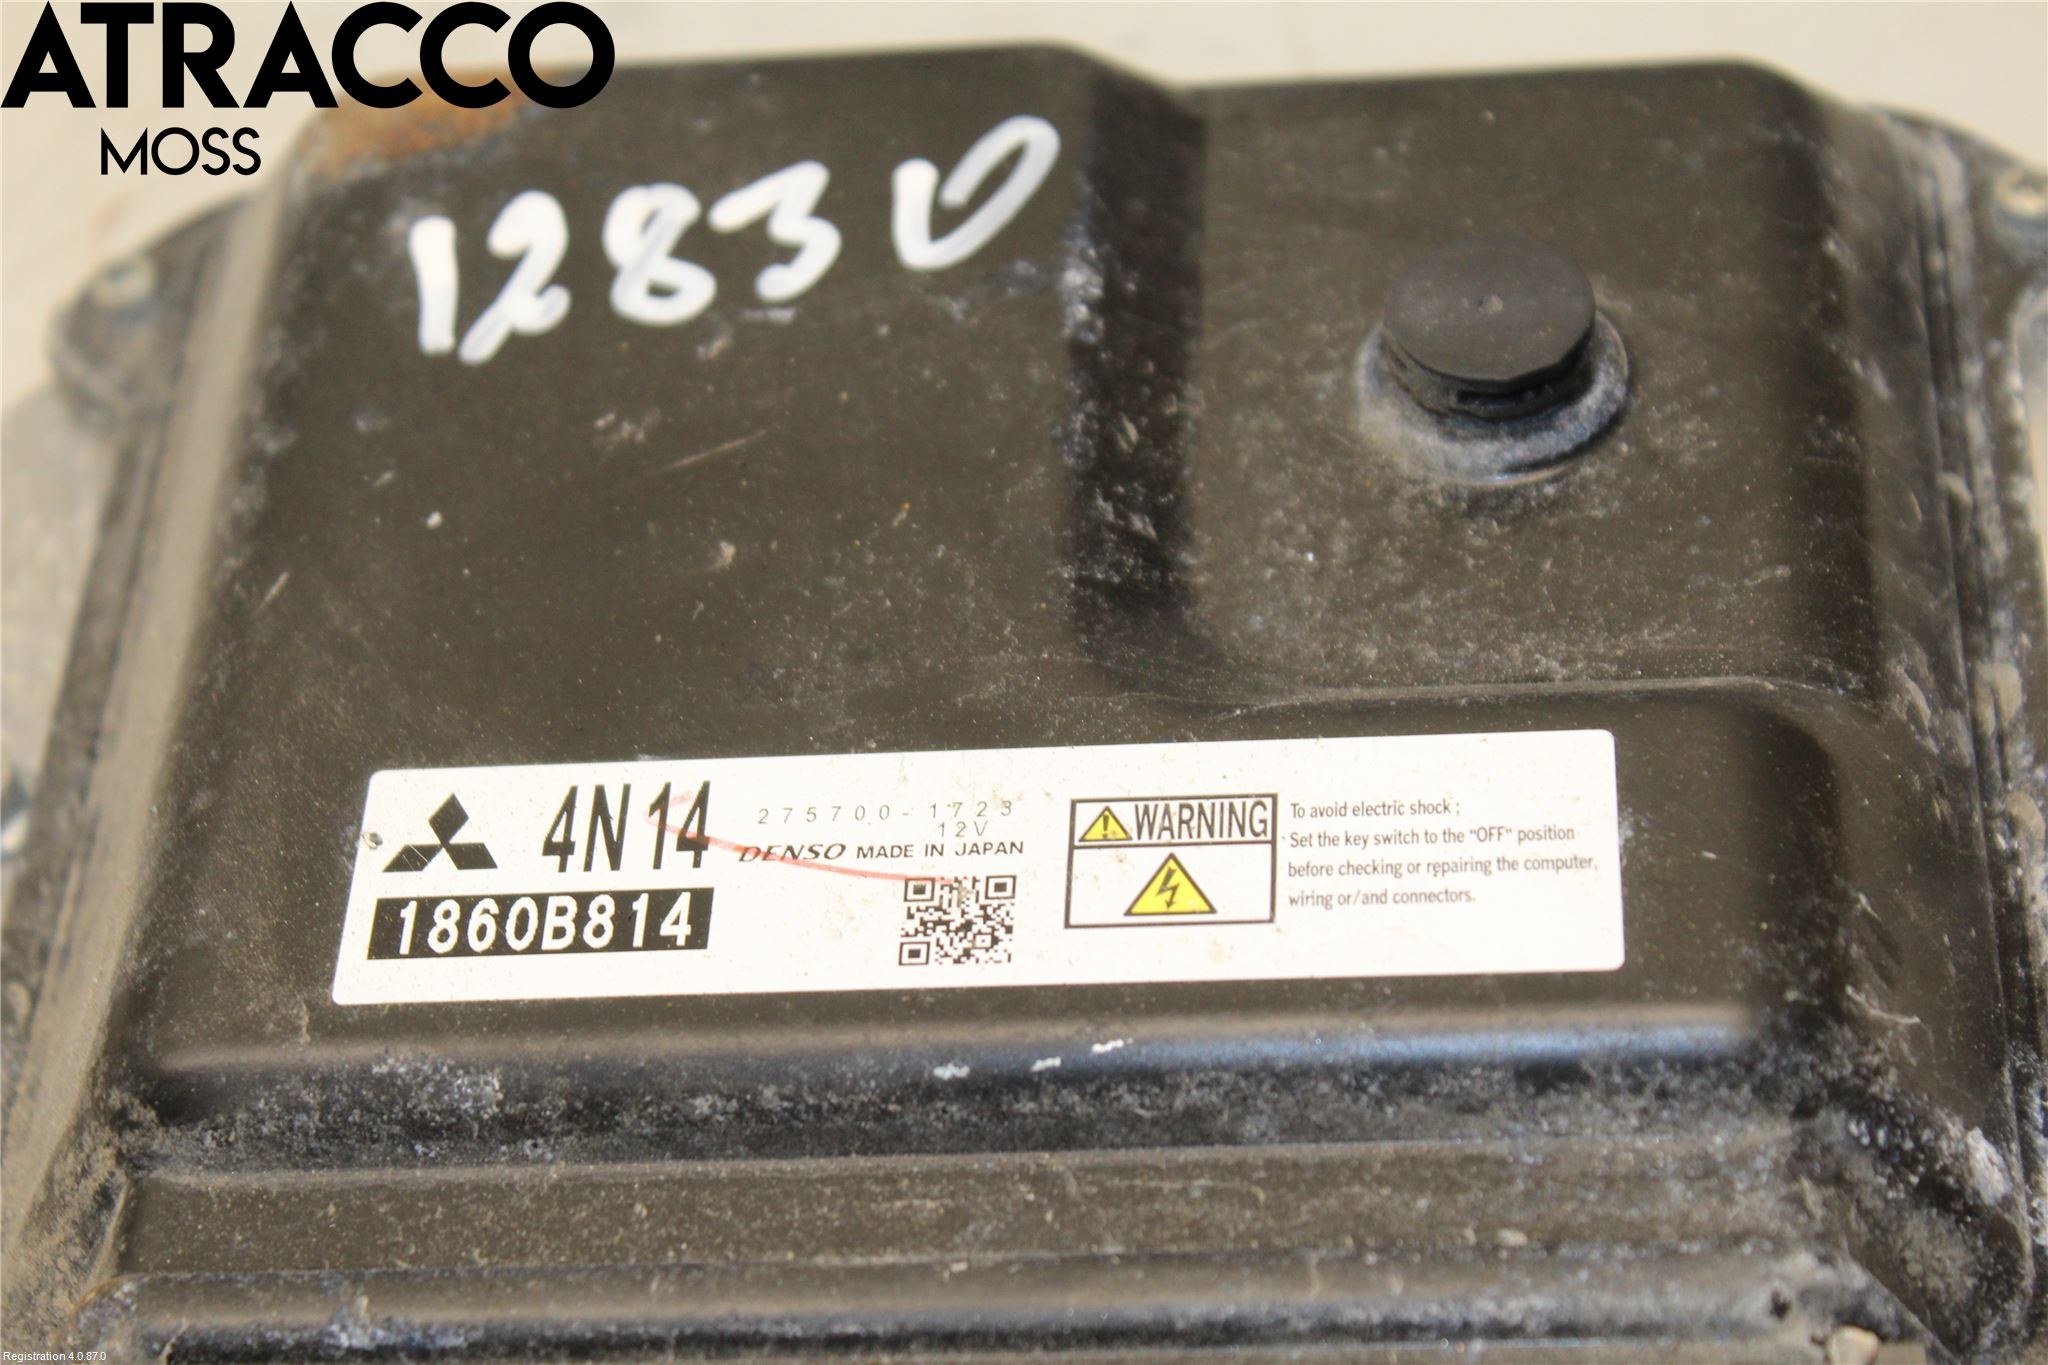 ATRACCO
MOSS
1283 0
4N14
275700-1723
12V
DENSO MADE IN JAPAN
1860B814
WARNING
To avoid electric shock ;
· Set the key switch to the "OFF" position
before checking or repairing the computer,
wiring or/and connectors.
Registration 4.0.87.0